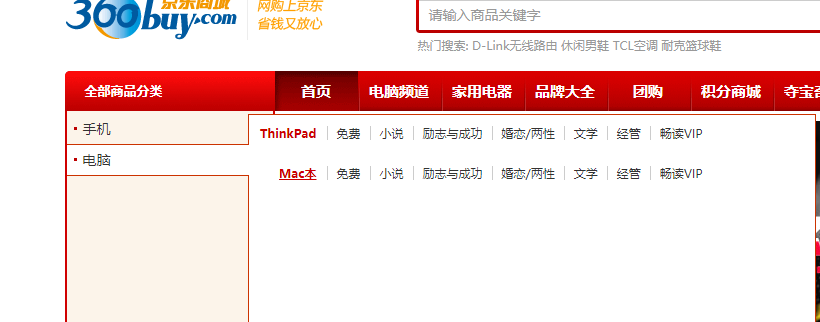 京东商城
360buy.com
网购上京东
省钱又放心
请输入商品关键字
热门搜索: D-Link无线路由 休闲男鞋 TCL空调 耐克篮球鞋
全部商品分类 首页 电脑频道 家用电器 品牌大全 团购 积分商城 夺宝
手机
电脑
ThinkPad 免费 小说 励志与成功 婚恋/两性 文学 经管 畅读VIP
Mac本 免费 小说 励志与成功 婚恋/两性 文学 经管 畅读VIP